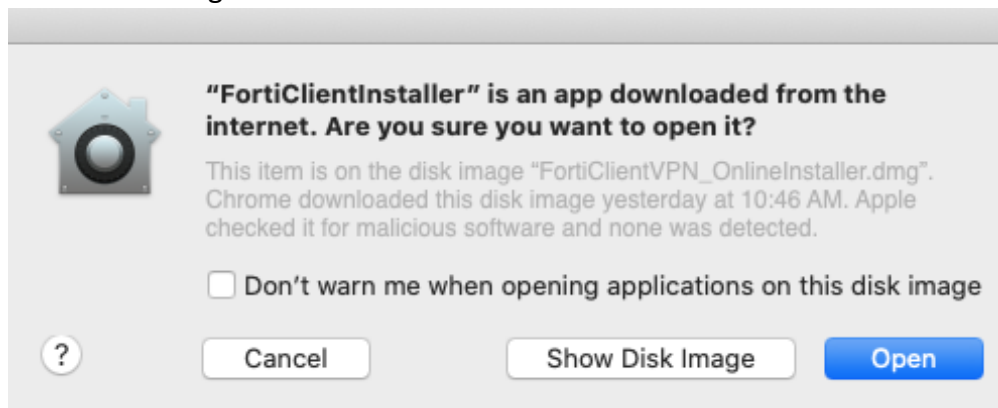 “FortiClientInstaller” is an app downloaded from the
internet. Are you sure you want to open it?
This item is on the disk image “FortiClientVPN_OnlineInstaller.dmg”.
Chrome downloaded this disk image yesterday at 10:46 AM. Apple
checked it for malicious software and none was detected.
Don’t warn me when opening applications on this disk image
?
Cancel
Show Disk Image
Open